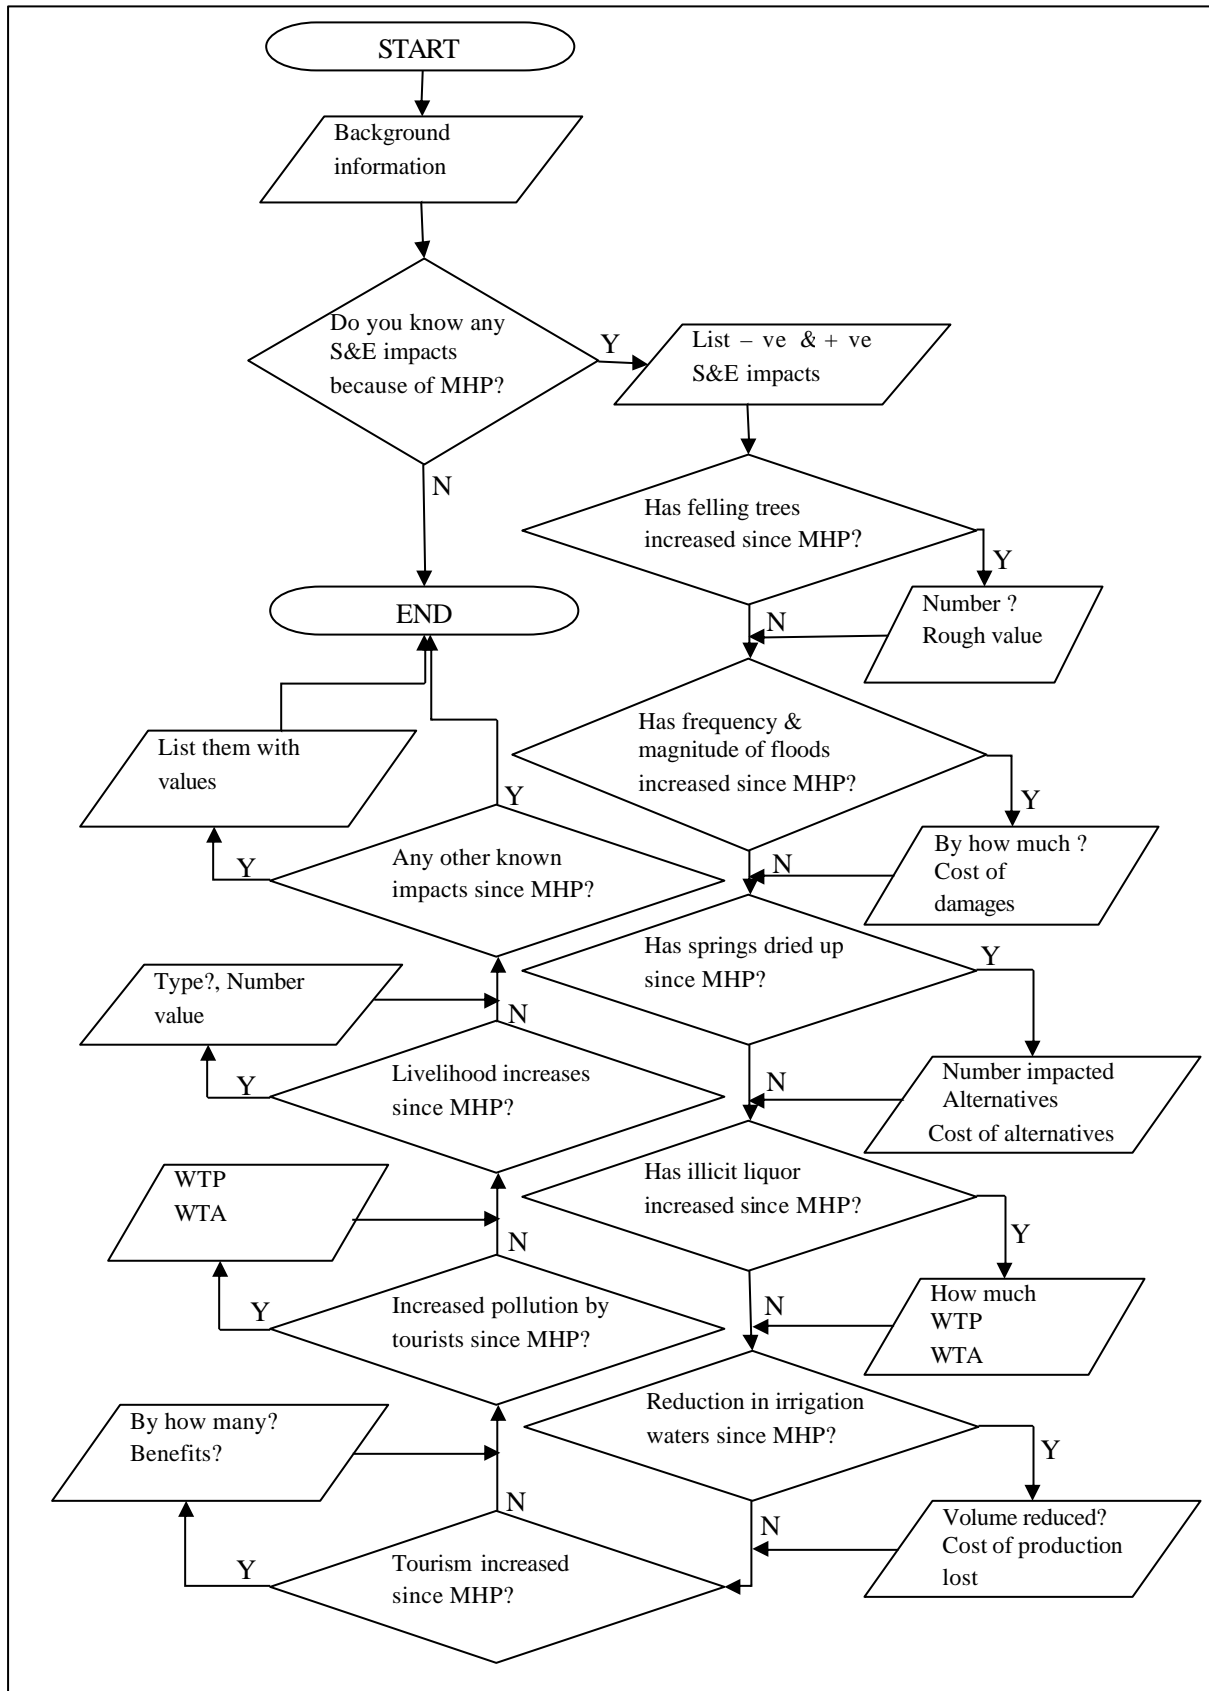 START
Background
information
Do you know any
S&E impacts
because of MHP?
Y
List – ve & + ve
S&E impacts
N
Has felling trees
increased since MHP?
Y
Number ?
Rough value
N
END
Has frequency &
magnitude of floods
increased since MHP?
Y
By how much ?
Cost of
damages
N
Has springs dried up
since MHP?
Y
Number impacted
Alternatives
Cost of alternatives
N
Has illicit liquor
increased since MHP?
Y
How much
WTP
WTA
N
Reduction in irrigation
waters since MHP?
Y
Volume reduced?
Cost of production
lost
N
Tourism increased
since MHP?
Y
By how many?
Benefits?
N
Increased pollution by
tourists since MHP?
Y
WTP
WTA
N
Livelihood increases
since MHP?
Y
Type?, Number
value
N
Any other known
impacts since MHP?
Y
List them with
values
Y